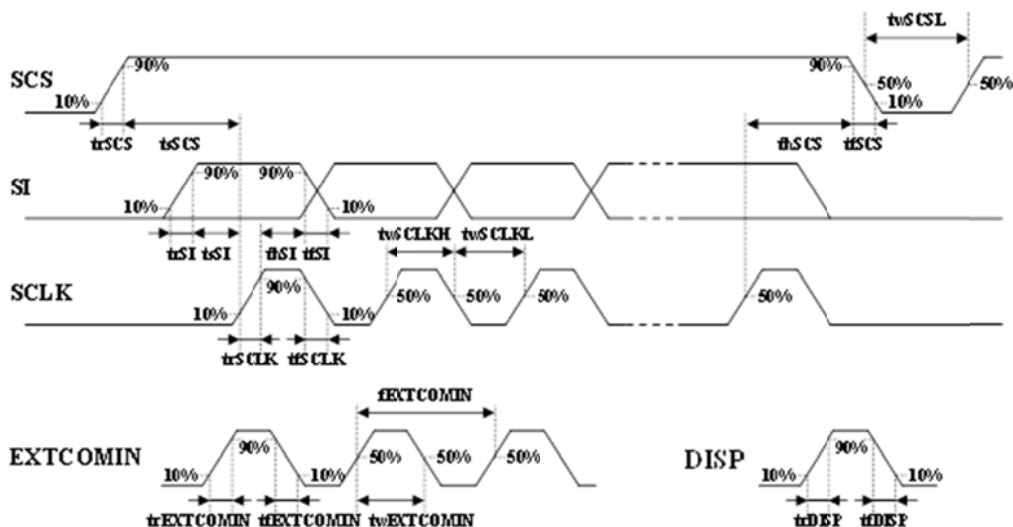 twSCSL
SCS 10% 90% 90% 50% 10% 50%
trSCS tsSCS thSCS tfSCS
SI 10% 90% 90% 10%
trSI tsSI thSI tfSI twSCLKH twSCLKL
SCLK 10% 90% 10% 50% 50% 50% 50%
trSCLK tfSCLK
fEXTCOMIN
EXTCOMIN 10% 90% 10% 50% 50% 50% DISP 10% 90% 10%
trEXTCOMIN tfEXTCOMIN twEXTCOMIN trDISP tfDISP